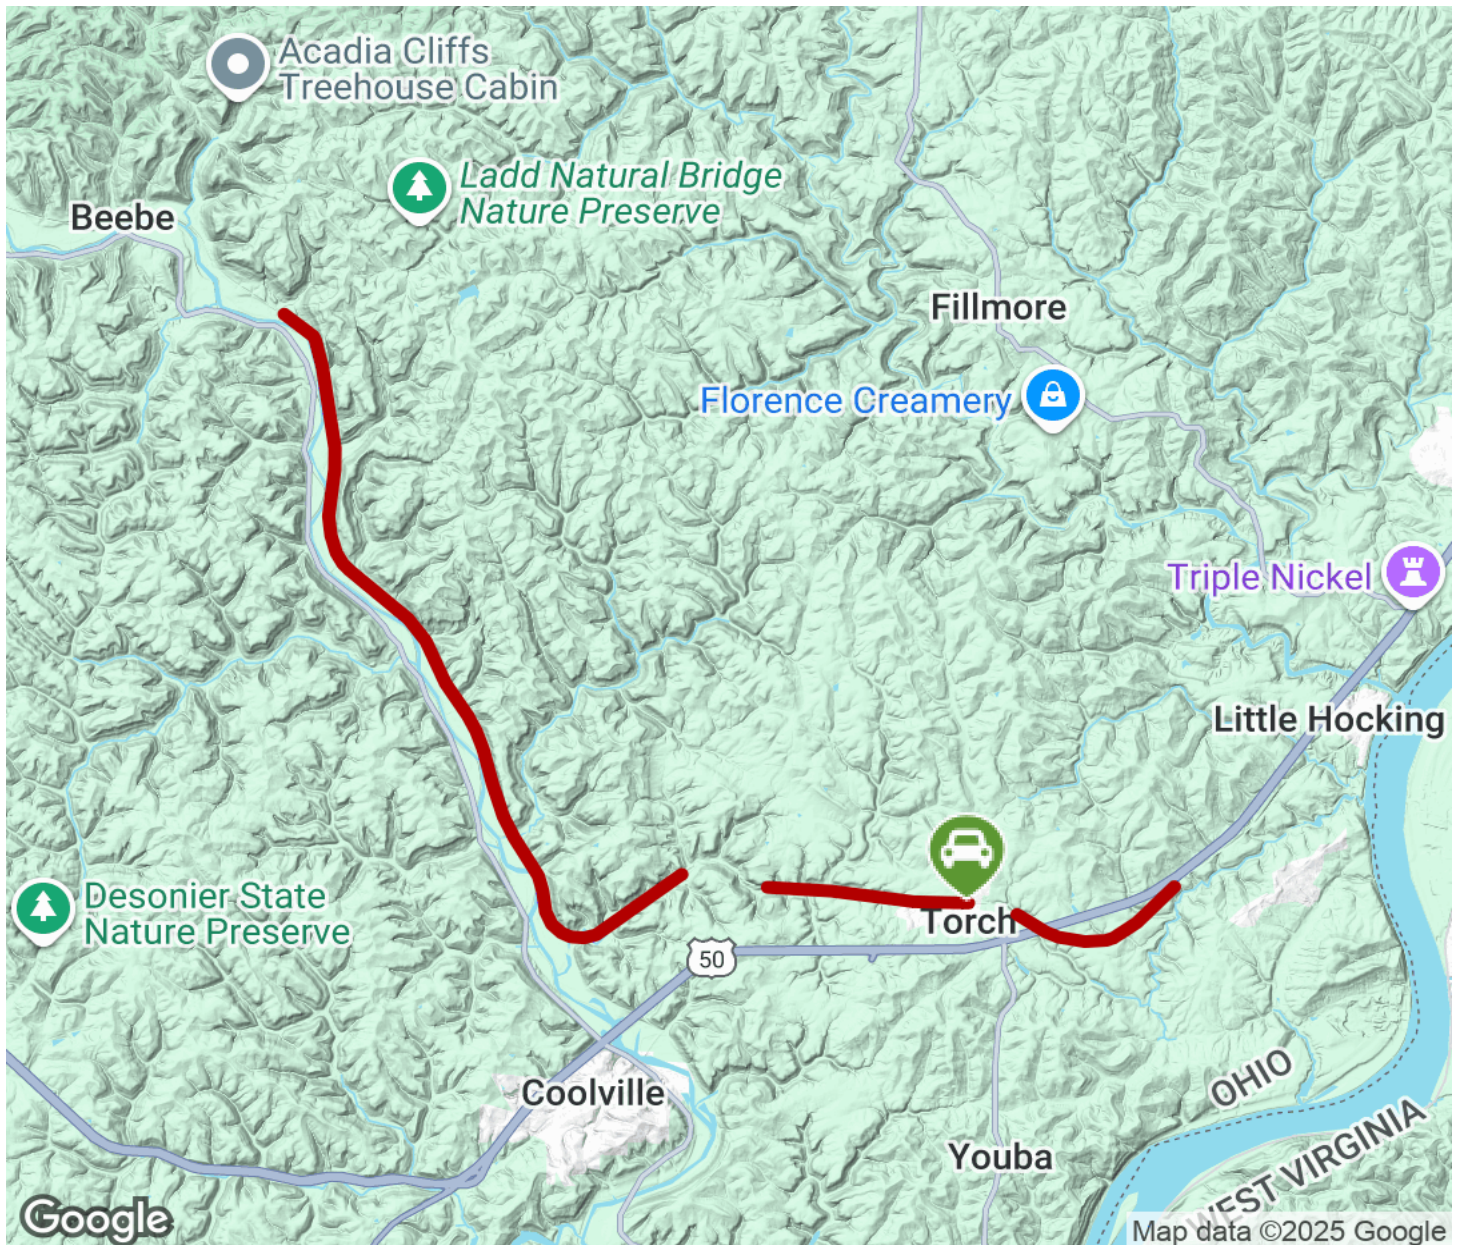 Acadia Cliffs
Treehouse Cabin
Ladd Natural Bridge
Nature Preserve
Beebe
Fillmore
Florence Creamery
Triple Nickel
Little Hocking
Desonier State
Nature Preserve
Torch
50
Coolville
OHIO
Youba
WEST VIRGINIA
Google
Map data ©2025 Google